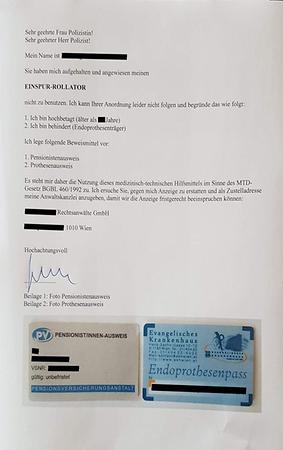 Sehr geehrte Frau Polizistin!
Sehr geehrter Herr Polizist!
Mein Name ist
Sie haben mich aufgehalten und angewiesen meinen
EINSPUR-ROLLATOR
nicht zu benutzen. Ich kann Ihrer Anordnung leider nicht folgen und begründe das wie folgt:
1. Ich bin hochbetagt (älter als Jahre)
2. Ich bin behindert (Endoprothesenträger)
Ich lege folgende Beweismittel vor:
1. Pensionistenausweis
2. Prothesenausweis
Es steht mir daher die Nutzung dieses medizinisch-technischen Hilfsmittels im Sinne des MTD-
Gesetz BGBL 460/1992 zu. Ich ersuche Sie, gegen mich Anzeige zu erstatten und als Zustelladresse
meine Anwaltskanzlei anzugeben, damit wir die Anzeige fristgerecht beeinspruchen können:
Rechtsanwälte GmbH
1010 Wien
Hochachtungsvoll
Beilage 1: Foto Pensionistenausweis
Beilage 2: Foto Prothesenausweis
PV PENSIONIST/INNEN-AUSWEIS
VSNR:
gültig: unbefristet
PENSIONSVERSICHERUNGSANSTALT
Evangelisches
Krankenhaus
Endoprothesenpass